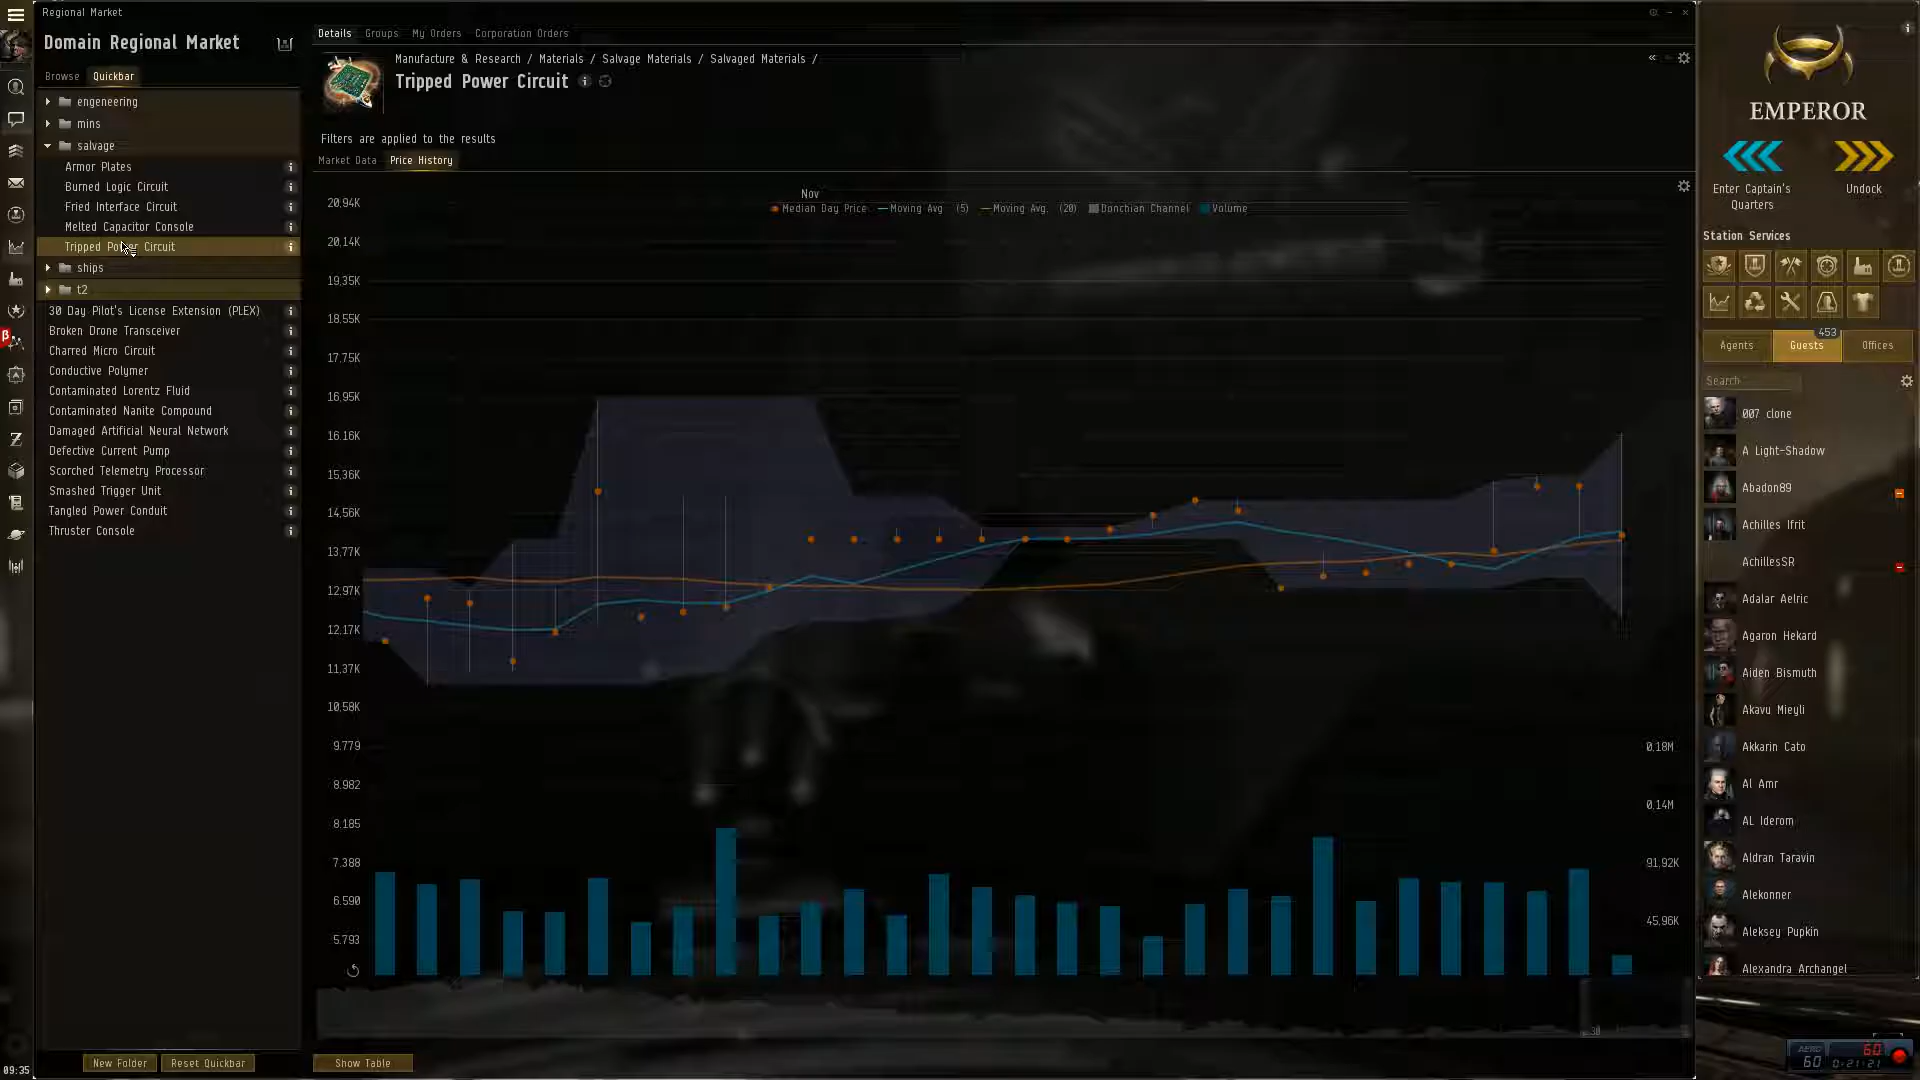 Regional Market
Domain Regional Market
Browse Quickbar
engeneering
mins
salvage
Armor Plates
Burned Logic Circuit
Fried Interface Circuit
Melted Capacitor Console
Tripped Power Circuit
ships
t2
30 Day Pilot's License Extension (PLEX)
Broken Drone Transceiver
Charred Micro Circuit
Conductive Polymer
Contaminated Lorentz Fluid
Contaminated Nanite Compound
Damaged Artificial Neural Network
Defective Current Pump
Scorched Telemetry Processor
Smashed Trigger Unit
Tangled Power Conduit
Thruster Console
New Folder Reset Quickbar
09:35
β
Details Groups My Orders Corporation Orders
Manufacture & Research / Materials / Salvage Materials / Salvaged Materials /
Tripped Power Circuit
Filters are applied to the results
Market Data Price History
Nov
Median Day Price Moving Avg. (5) Moving Avg. (20) Donchian Channel Volume
20,94K
20,14K
19,35K
18,55K
17,75K
16,95K
16,16K
15,36K
14,56K
13,77K
12,97K
12,17K
11,37K
10,58K
9.779
8.982
8.185
7.388
6.590
5.793
0,18M
0,14M
91,92K
45,96K
30
Show Table
EMPEROR
Enter Captain's Quarters
Undock
Station Services
453
Agents Guests Offices
Search
007 clone
A Light-Shadow
Abadon89
Achilles Ifrit
AchillesSR
Adalar Aelric
Agaron Hekard
Aiden Bismuth
Akavu Mieyli
Akkarin Cato
Al Amr
AL Iderom
Aldran Taravin
Alekonner
Aleksey Pupkin
Alexandra Archangel
AERO 60
60 0:21:21